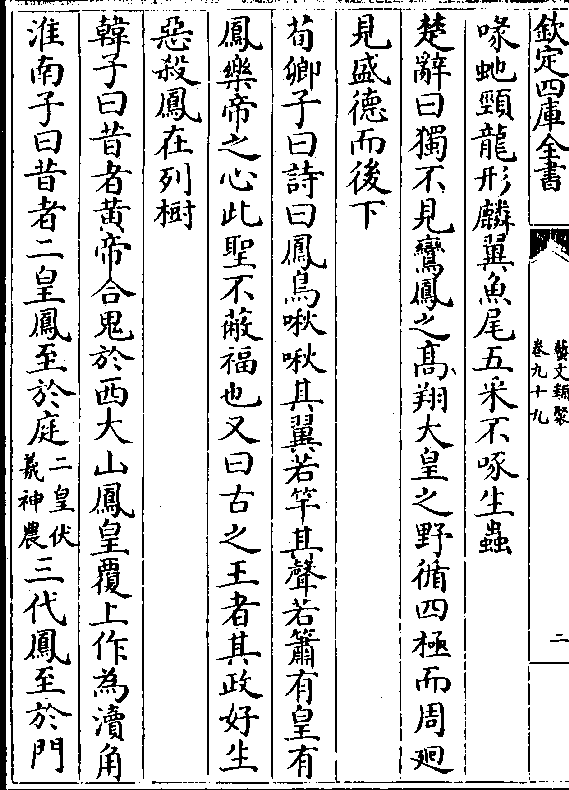 欽定四庫全書
藝文類聚
卷九十九
二
喙虵頸龍形麟翼魚尾五采不啄生蟲
楚辭曰獨不見鸞鳳之高翔大皇之野循四極而周廻
見盛德而後下
荀卿子曰詩曰鳳鳥啾啾其翼若竿其聲若簫有皇有
鳳樂帝之心此聖不蔽福也又曰古之王者其政好生
惡殺鳳在列樹
韓子曰昔者黄帝合鬼於西大山鳳皇覆上作為瀆角
淮南子曰昔者二皇鳳至於庭二皇伏羲神農三代鳳至於門